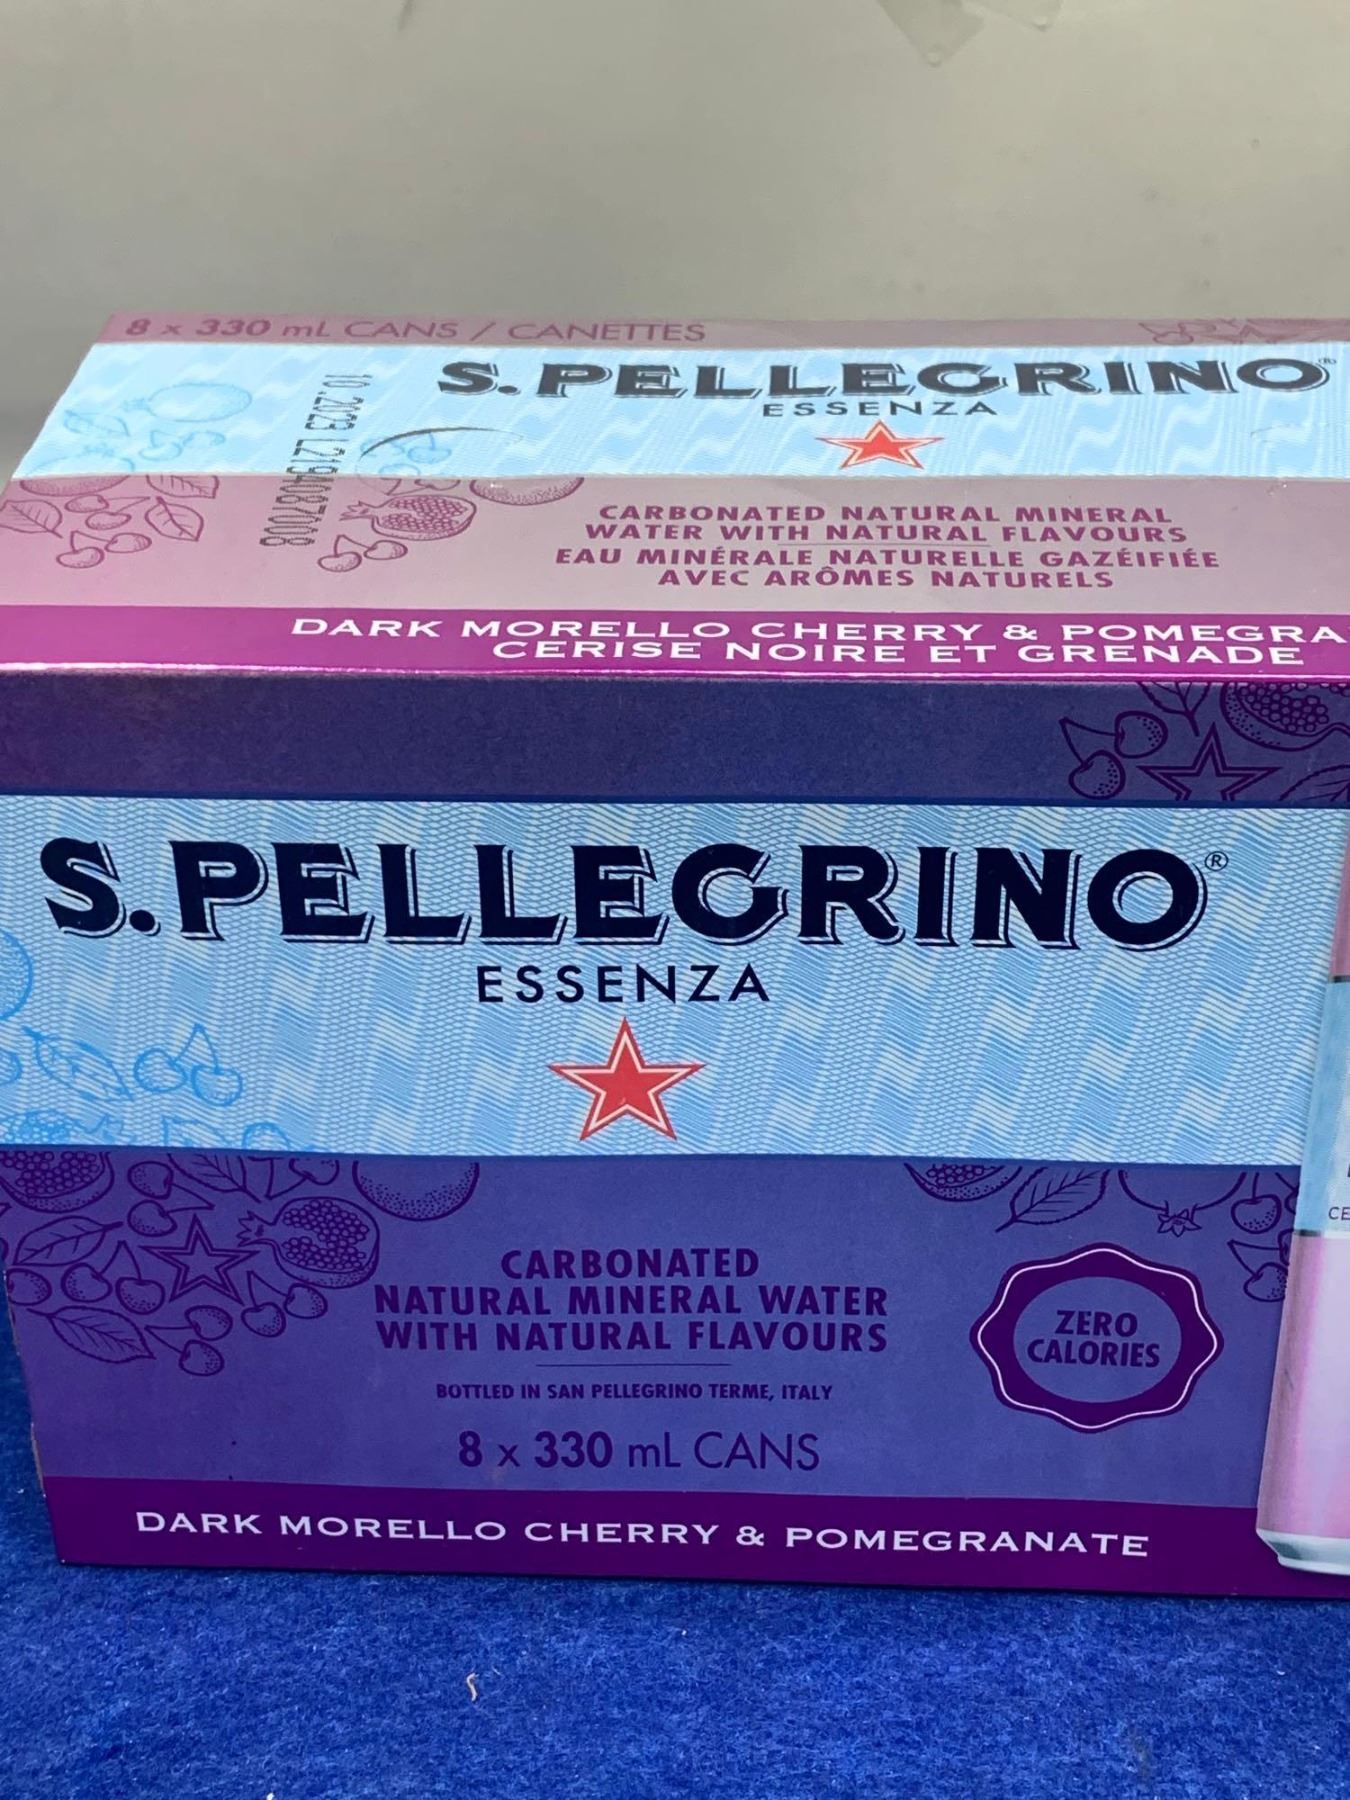 8 x 330 mL CANS / CANETTES
S.PELLEGRINO®
ESSENZA
10.2023 L2194087008
CARBONATED NATURAL MINERAL
WATER WITH NATURAL FLAVOURS
EAU MINÉRALE NATURELLE GAZÉIFIÉE
AVEC ARÔMES NATURELS
DARK MORELLO CHERRY & POMEGRA
CERISE NOIRE ET GRENADE
S.PELLEGRINO®
ESSENZA
CARBONATED
NATURAL MINERAL WATER
WITH NATURAL FLAVOURS
BOTTLED IN SAN PELLEGRINO TERME, ITALY
8 x 330 mL CANS
ZERO
CALORIES
CE
DARK MORELLO CHERRY & POMEGRANATE